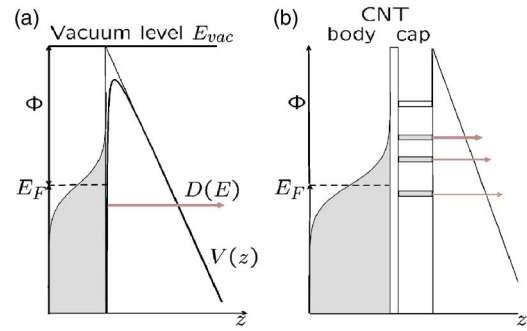 (a)
Vacuum level E_vac
Φ
E_F
D(E)
V(z)
z
(b)
CNT
body cap
Φ
E_F
z